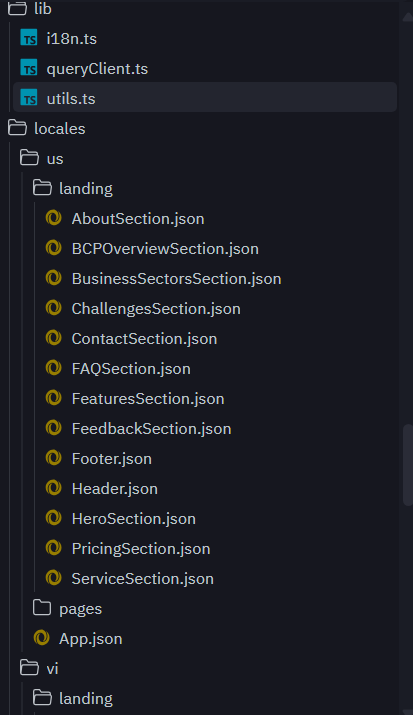 lib
TS i18n.ts
TS queryClient.ts
TS utils.ts
locales
us
landing
AboutSection.json
BCPOverviewSection.json
BusinessSectorsSection.json
ChallengesSection.json
ContactSection.json
FAQSection.json
FeaturesSection.json
FeedbackSection.json
Footer.json
Header.json
HeroSection.json
PricingSection.json
ServiceSection.json
pages
App.json
vi
landing